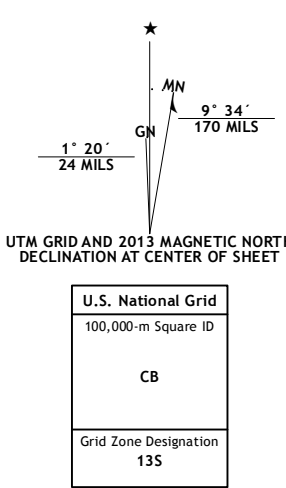 ★
MN
GN
9° 34´
170 MILS
1° 20´
24 MILS
UTM GRID AND 2013 MAGNETIC NORTH
DECLINATION AT CENTER OF SHEET
U.S. National Grid
100,000-m Square ID
CB
Grid Zone Designation
13S